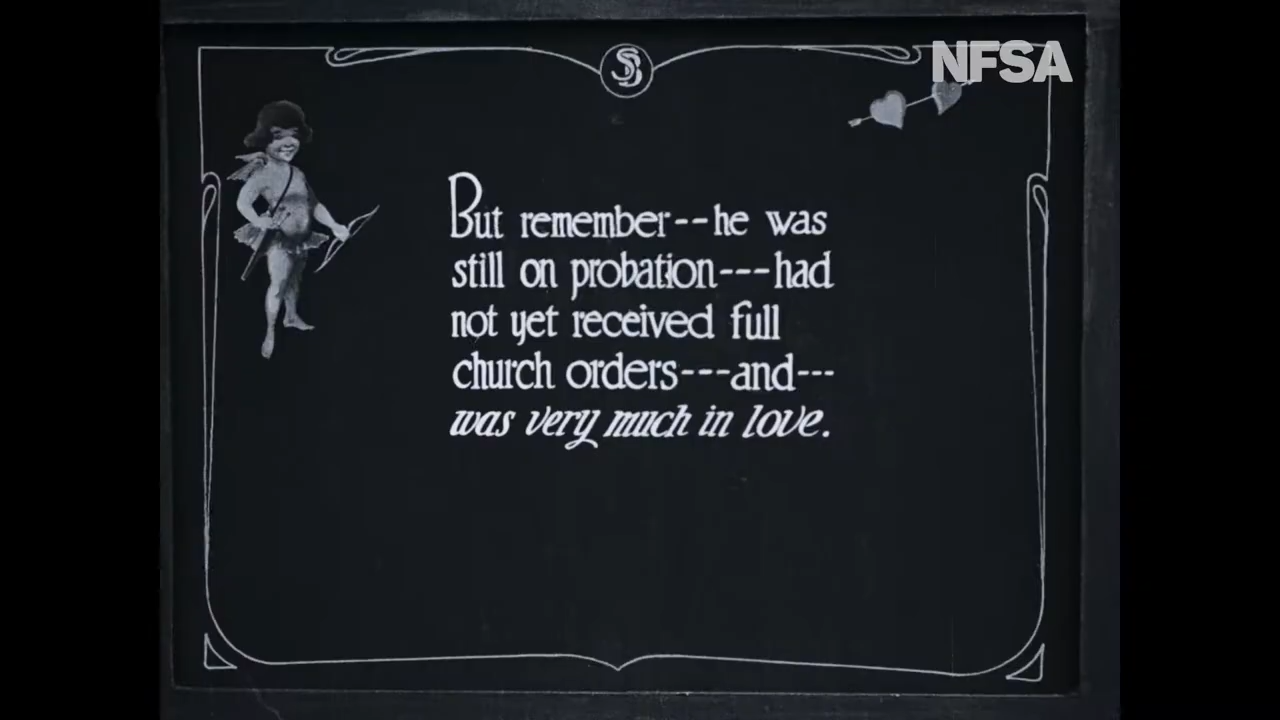 NFSA
But remember--he was
still on probation---had
not yet received full
church orders---and---
was very much in love.